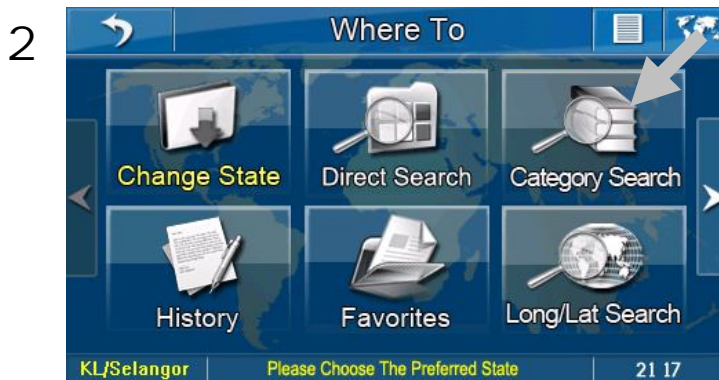 2
Where To
Change State
Direct Search
Category Search
History
Favorites
Long/Lat Search
KL/Selangor
Please Choose The Preferred State
21 17